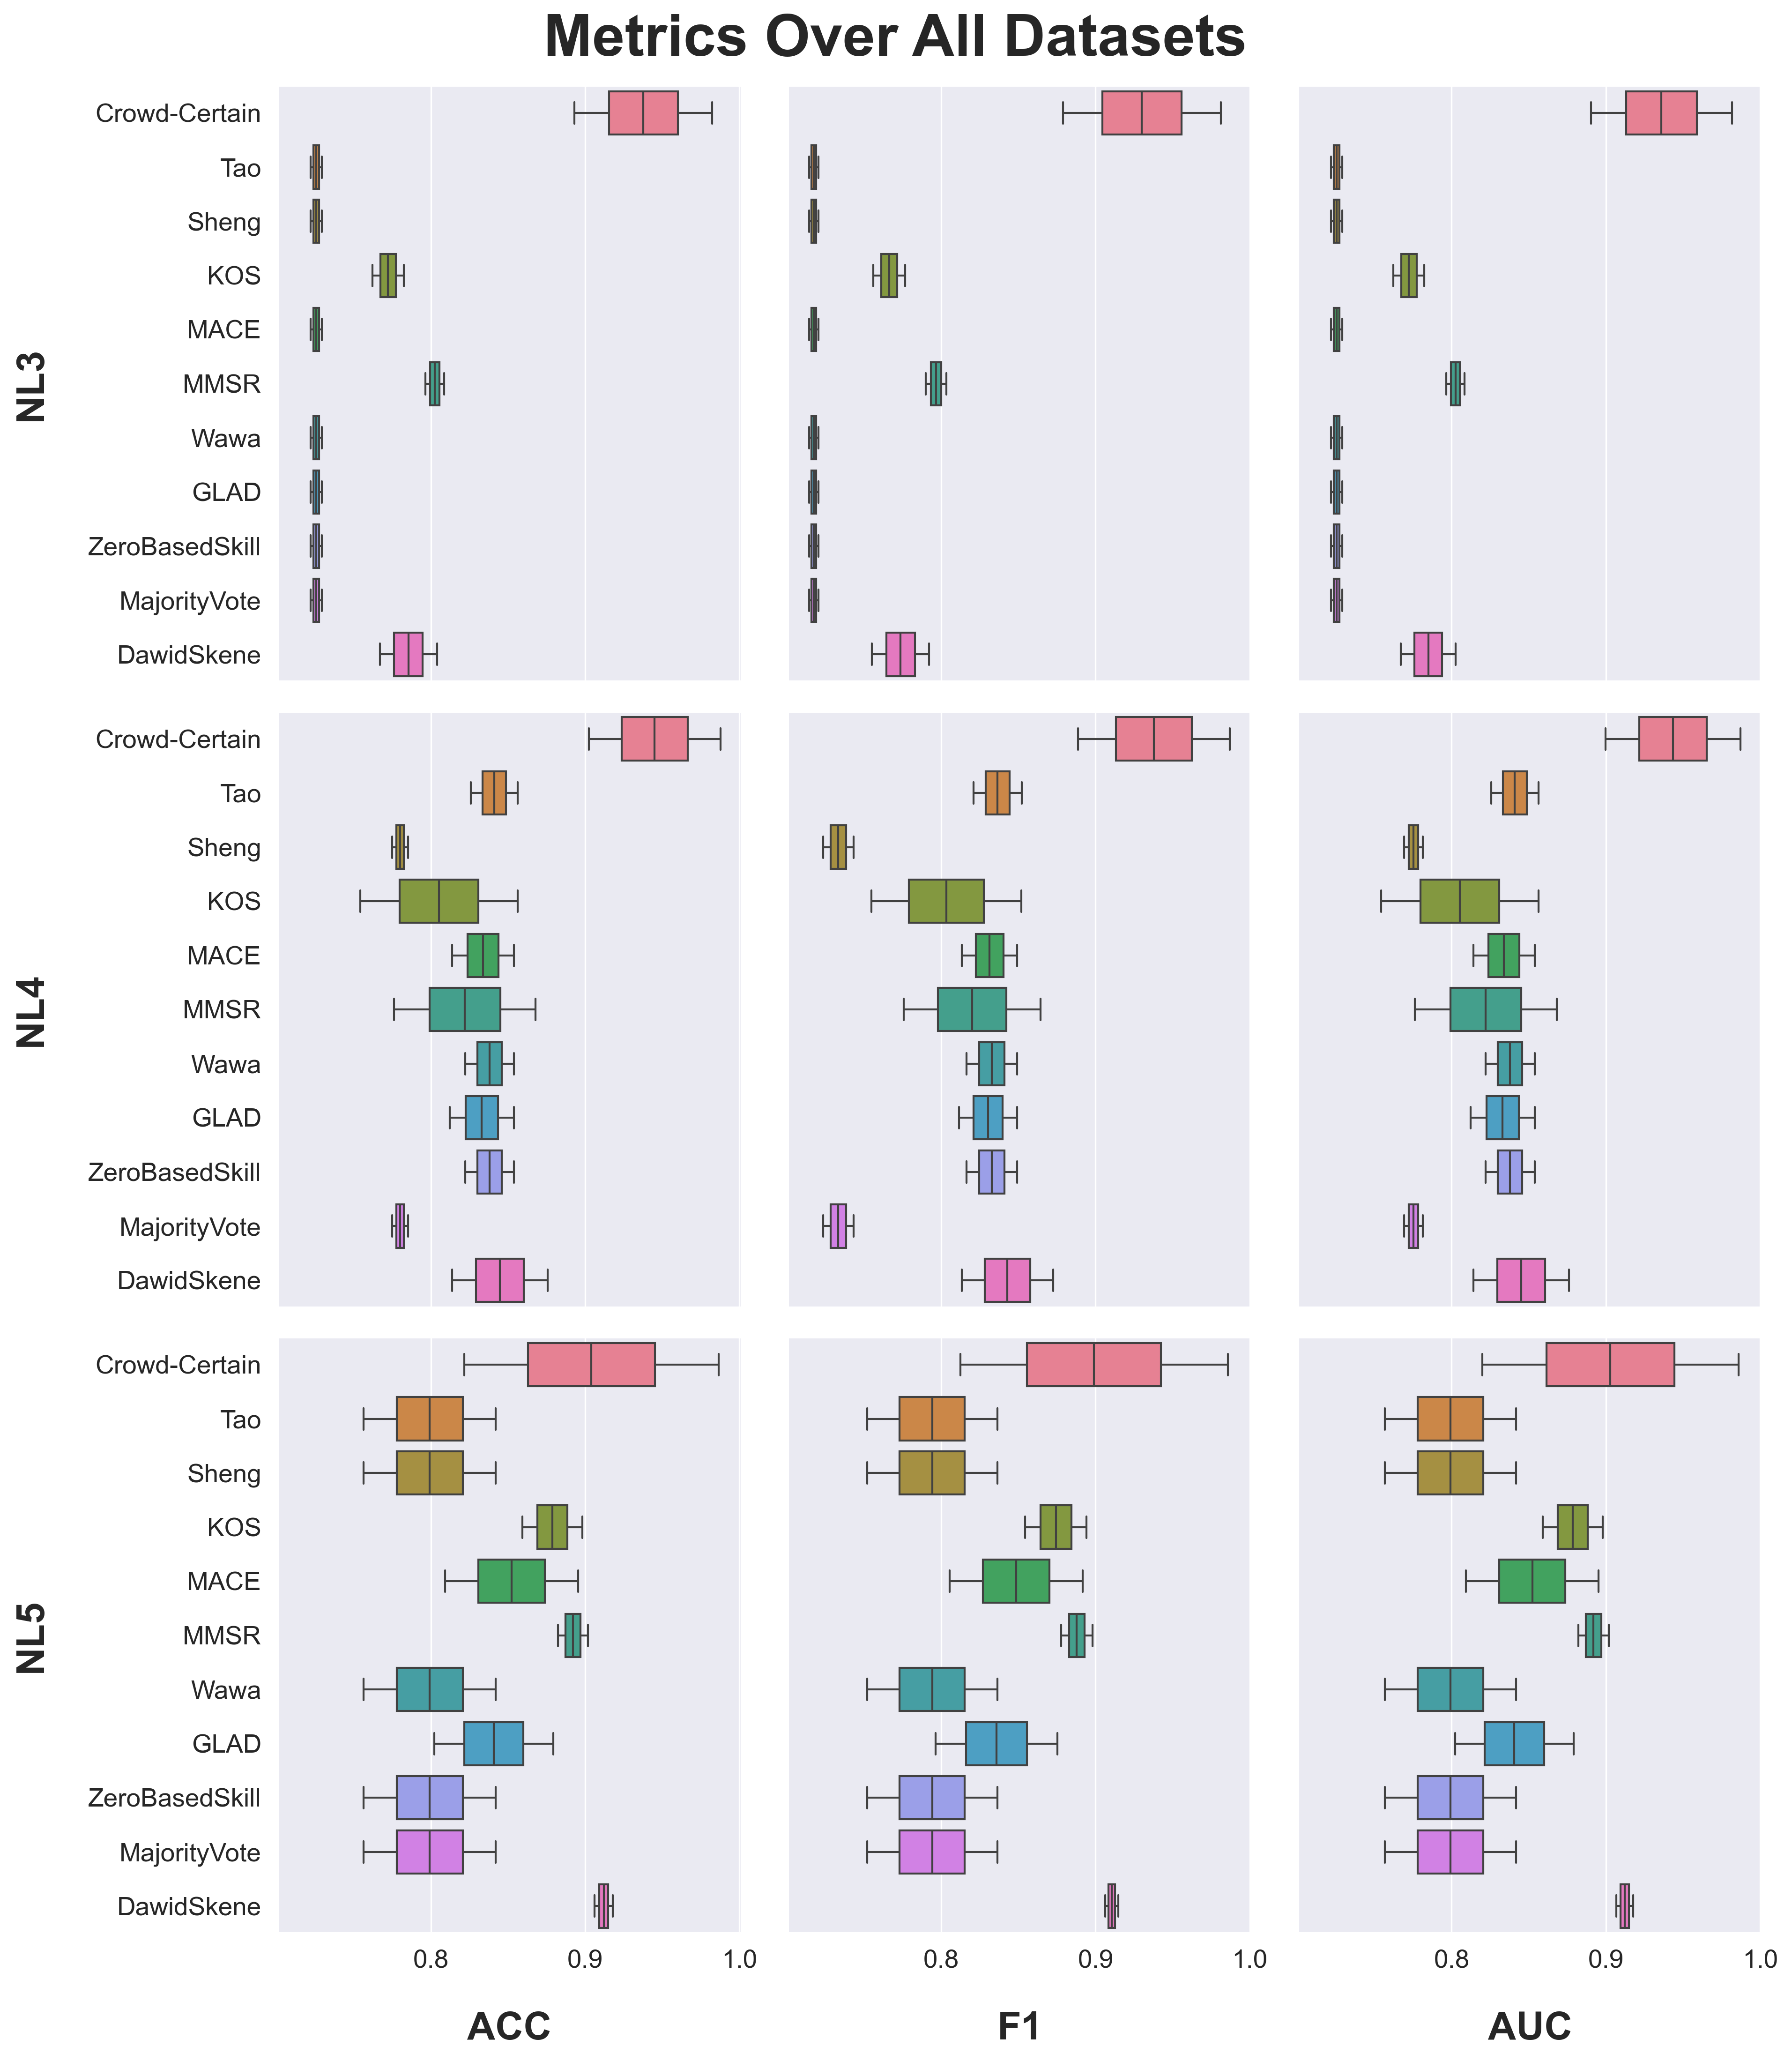 Metrics Over All Datasets
NL3
Crowd-Certain
Tao
Sheng
KOS
MACE
MMSR
Wawa
GLAD
ZeroBasedSkill
MajorityVote
DawidSkene
NL4
Crowd-Certain
Tao
Sheng
KOS
MACE
MMSR
Wawa
GLAD
ZeroBasedSkill
MajorityVote
DawidSkene
NL5
Crowd-Certain
Tao
Sheng
KOS
MACE
MMSR
Wawa
GLAD
ZeroBasedSkill
MajorityVote
DawidSkene
0.8 0.9 1.0 0.8 0.9 1.0 0.8 0.9 1.0
ACC F1 AUC